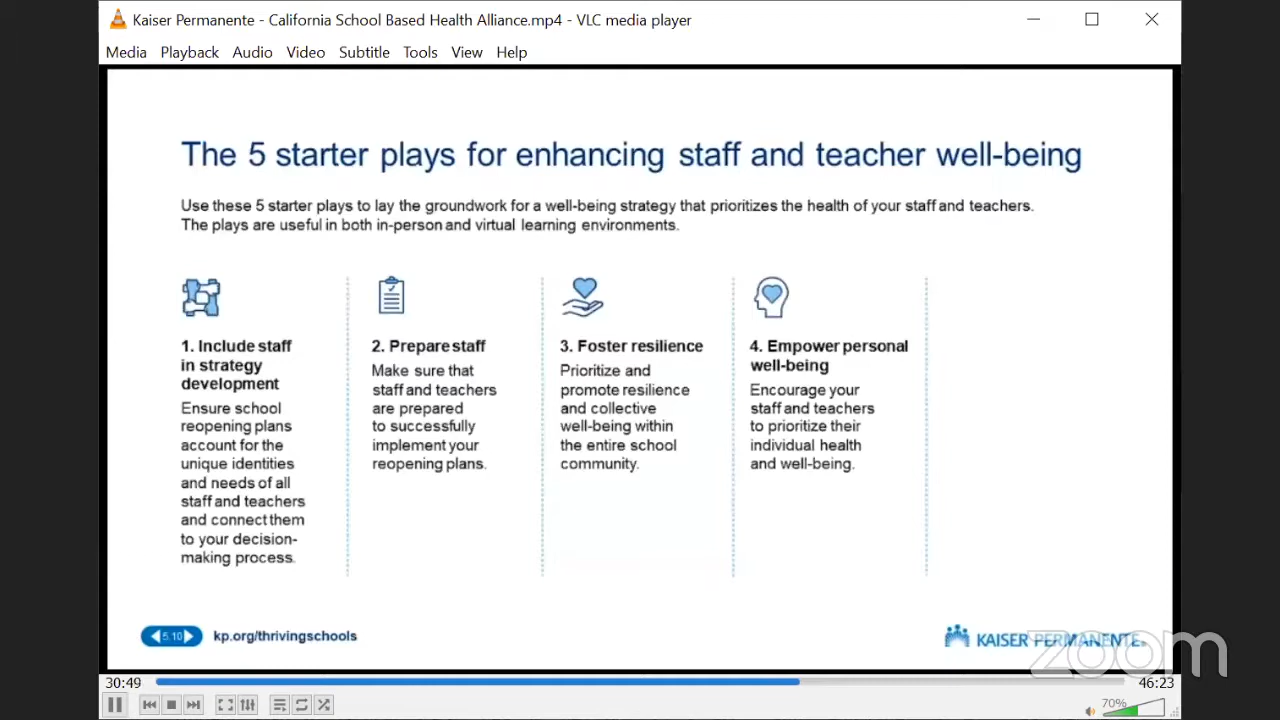 Kaiser Permanente - California School Based Health Alliance.mp4 - VLC media player
Media Playback Audio Video Subtitle Tools View Help
The 5 starter plays for enhancing staff and teacher well-being
Use these 5 starter plays to lay the groundwork for a well-being strategy that prioritizes the health of your staff and teachers.
The plays are useful in both in-person and virtual learning environments.
1. Include staff
in strategy
development
Ensure school
reopening plans
account for the
unique identities
and needs of all
staff and teachers
and connect them
to your decision-
making process.
2. Prepare staff
Make sure that
staff and teachers
are prepared
to successfully
implement your
reopening plans.
3. Foster resilience
Prioritize and
promote resilience
and collective
well-being within
the entire school
community.
4. Empower personal
well-being
Encourage your
staff and teachers
to prioritize their
individual health
and well-being.
5.10
kp.org/thrivingschools
KAISER PERMANENTE®
zoom
30:49
46:23
70%